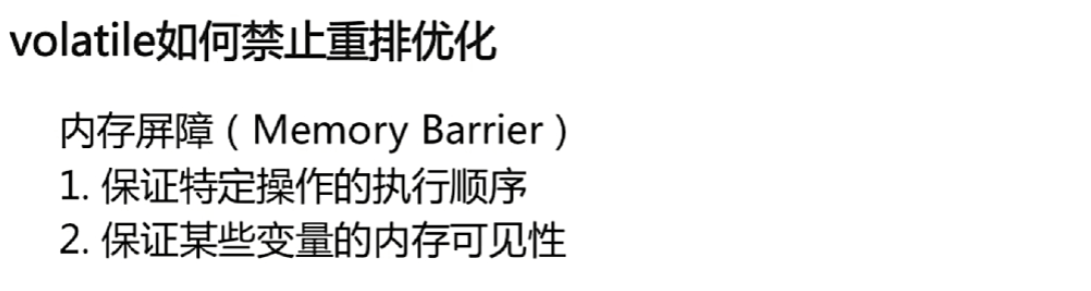 volatile如何禁止重排优化
内存屏障（Memory Barrier）
1. 保证特定操作的执行顺序
2. 保证某些变量的内存可见性